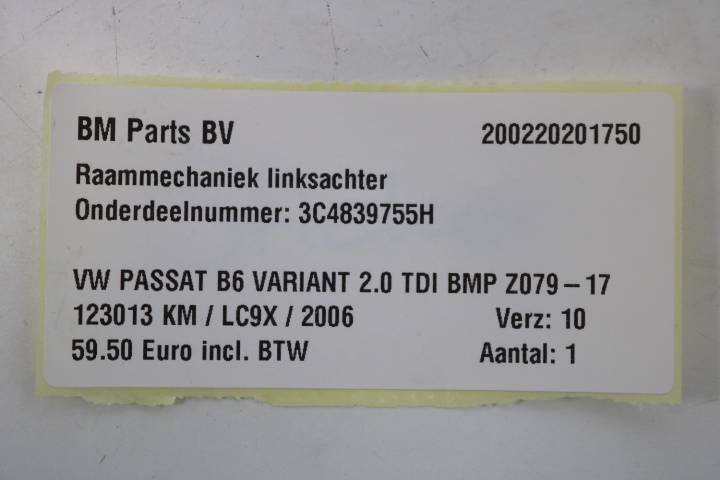 BM Parts BV 200220201750
Raammechaniek linksachter
Onderdeelnummer: 3C4839755H
VW PASSAT B6 VARIANT 2.0 TDI BMP Z079-17
123013 KM / LC9X / 2006 Verz: 10
59.50 Euro incl. BTW Aantal: 1